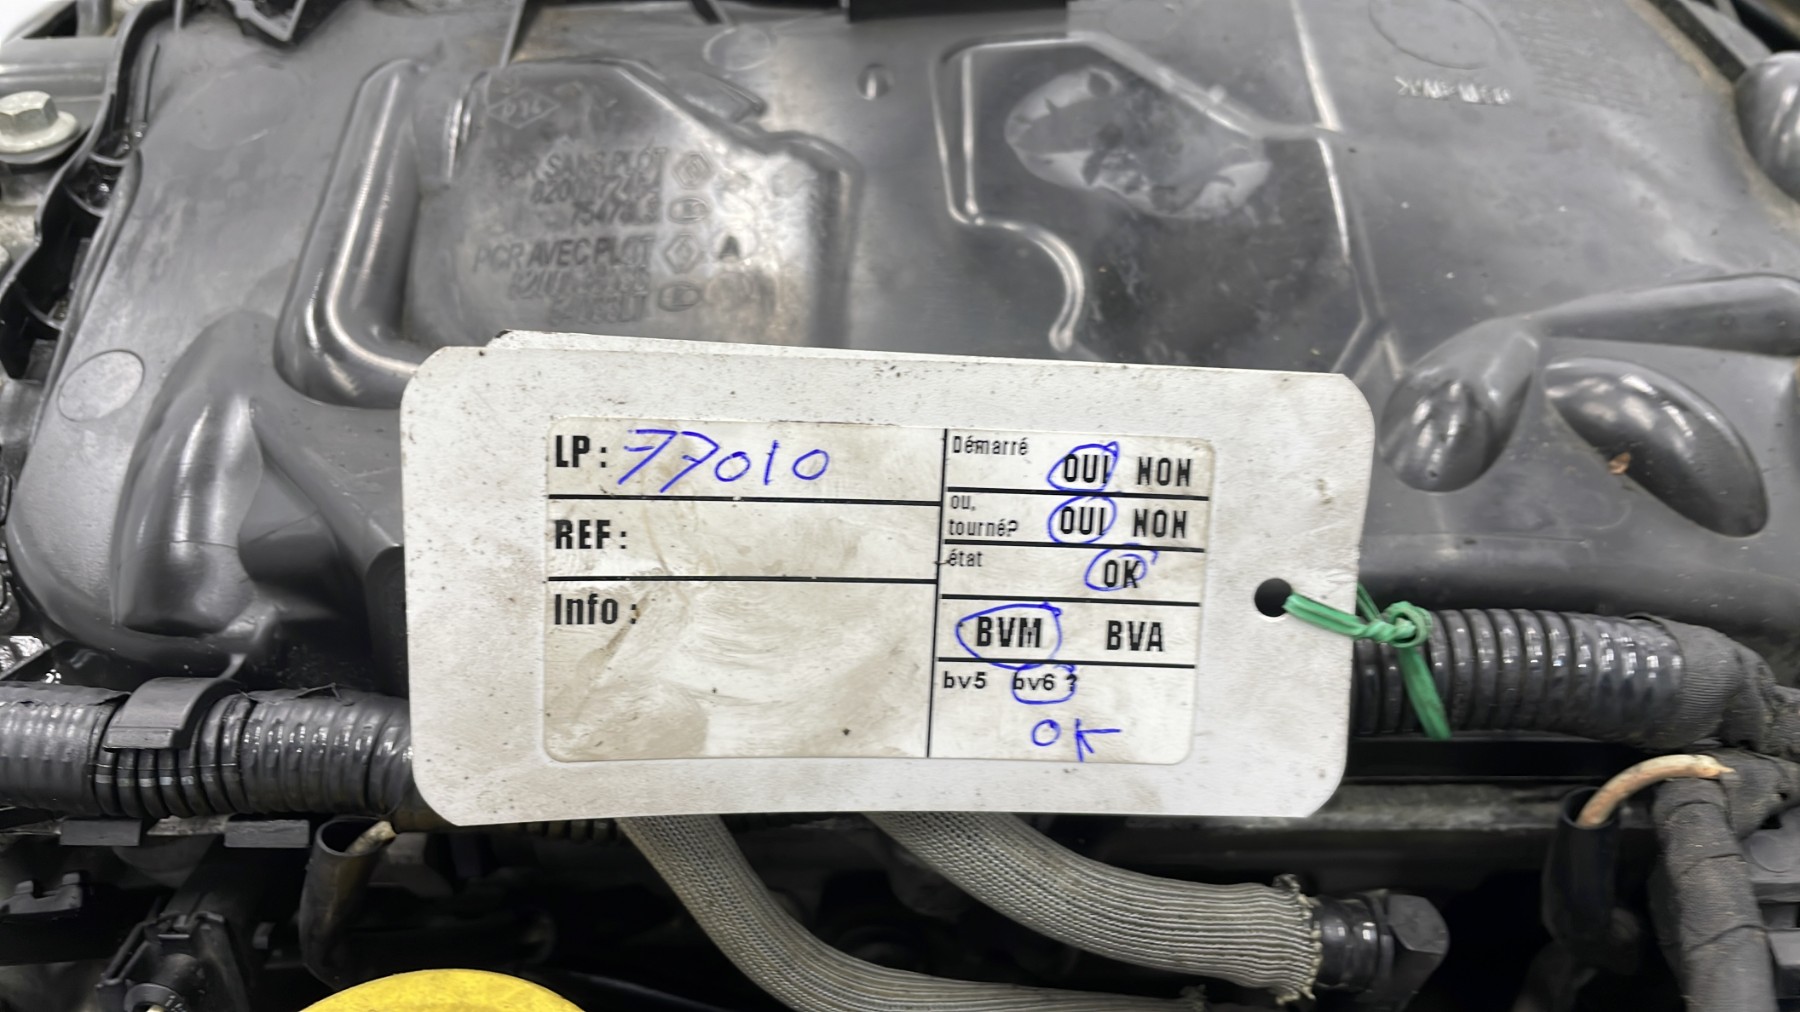 PCR SANS PLOT
PCR AVEC PLOT
A
LP : 77010
REF :
Info :
Démarré OUI NON
ou,
tourné? OUI NON
état OK
BVM BVA
bv5 bv6 ?
OK